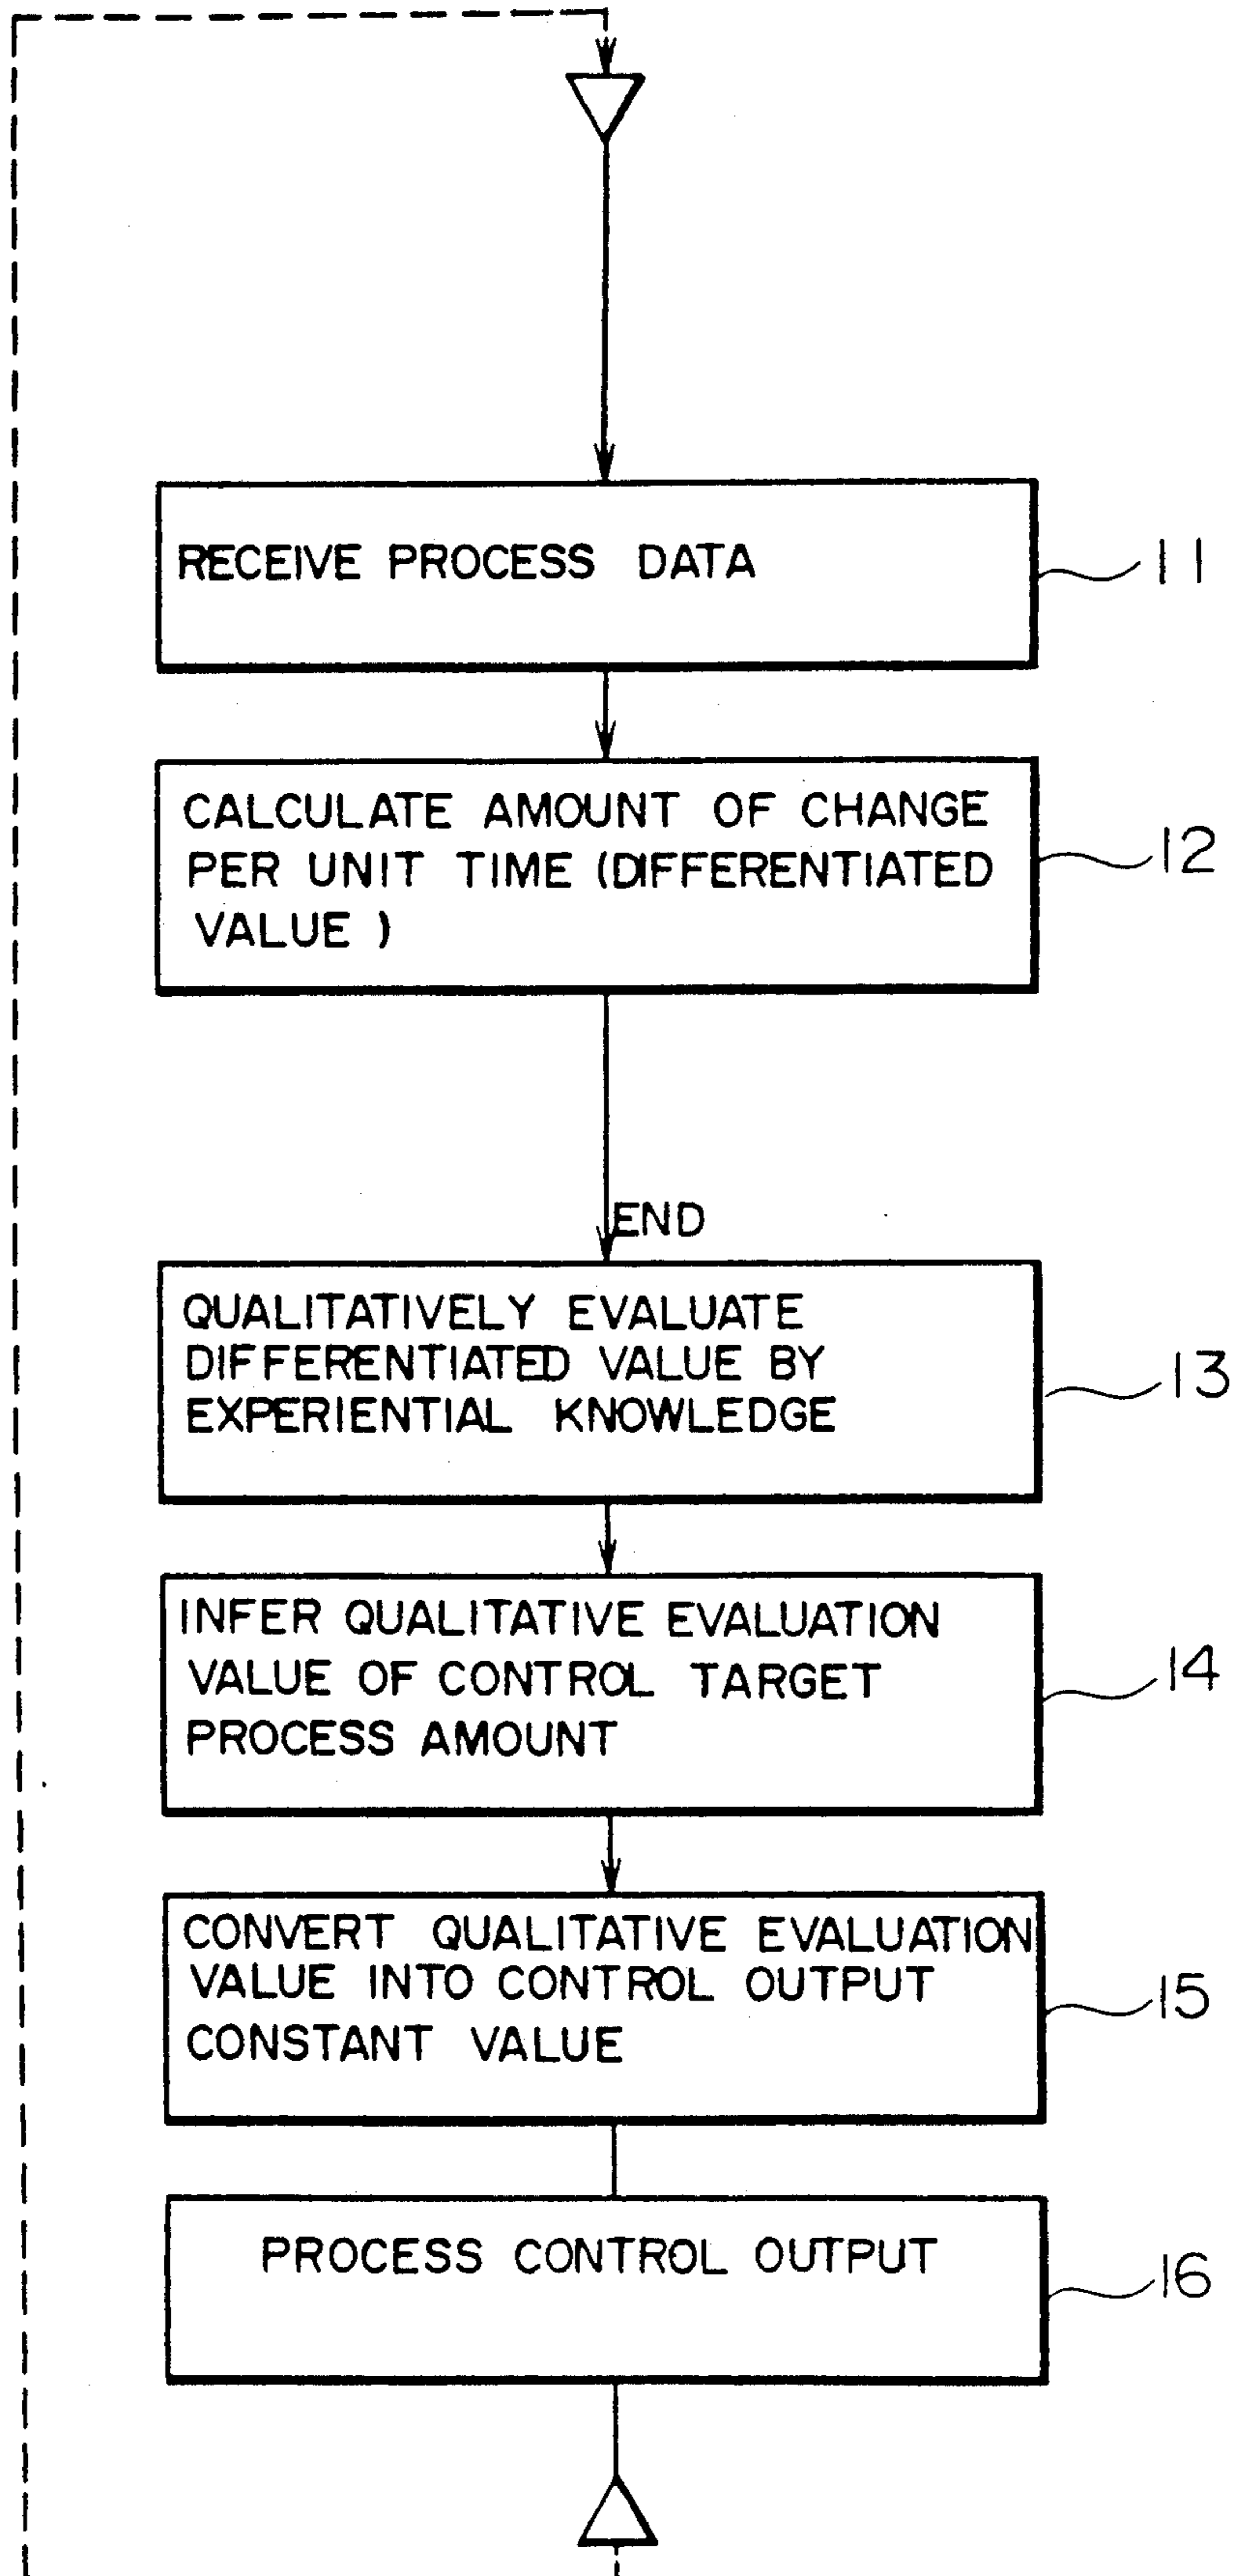 RECEIVE PROCESS DATA
11
CALCULATE AMOUNT OF CHANGE
PER UNIT TIME (DIFFERENTIATED
VALUE )
12
END
QUALITATIVELY EVALUATE
DIFFERENTIATED VALUE BY
EXPERIENTIAL KNOWLEDGE
13
INFER QUALITATIVE EVALUATION
VALUE OF CONTROL TARGET
PROCESS AMOUNT
14
CONVERT QUALITATIVE EVALUATION
VALUE INTO CONTROL OUTPUT
CONSTANT VALUE
15
PROCESS CONTROL OUTPUT
16